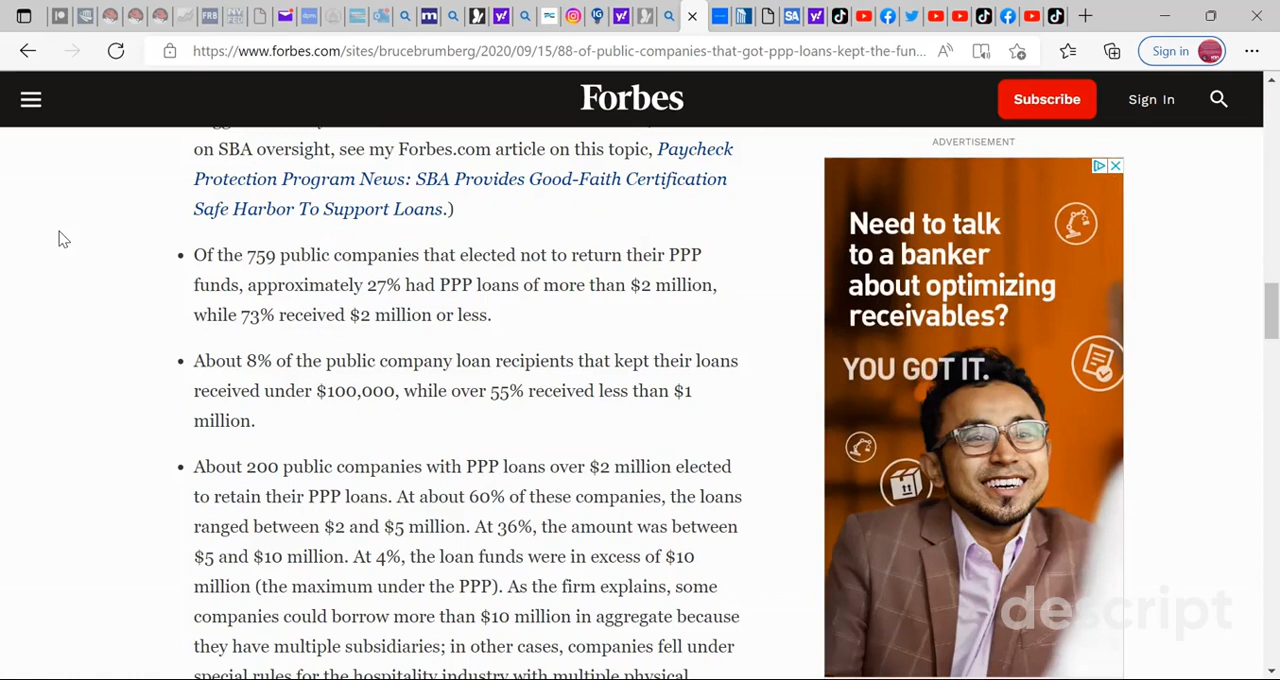 https://www.forbes.com/sites/brucebrumberg/2020/09/15/88-of-public-companies-that-got-ppp-loans-kept-the-fun...
Sign in
Forbes
Subscribe
Sign In
on SBA oversight, see my Forbes.com article on this topic, Paycheck
Protection Program News: SBA Provides Good-Faith Certification
Safe Harbor To Support Loans.)
• Of the 759 public companies that elected not to return their PPP
funds, approximately 27% had PPP loans of more than $2 million,
while 73% received $2 million or less.
• About 8% of the public company loan recipients that kept their loans
received under $100,000, while over 55% received less than $1
million.
• About 200 public companies with PPP loans over $2 million elected
to retain their PPP loans. At about 60% of these companies, the loans
ranged between $2 and $5 million. At 36%, the amount was between
$5 and $10 million. At 4%, the loan funds were in excess of $10
million (the maximum under the PPP). As the firm explains, some
companies could borrow more than $10 million in aggregate because
they have multiple subsidiaries; in other cases, companies fell under
special rules for the hospitality industry with multiple physical
ADVERTISEMENT
Need to talk
to a banker
about optimizing
receivables?
YOU GOT IT.
descript